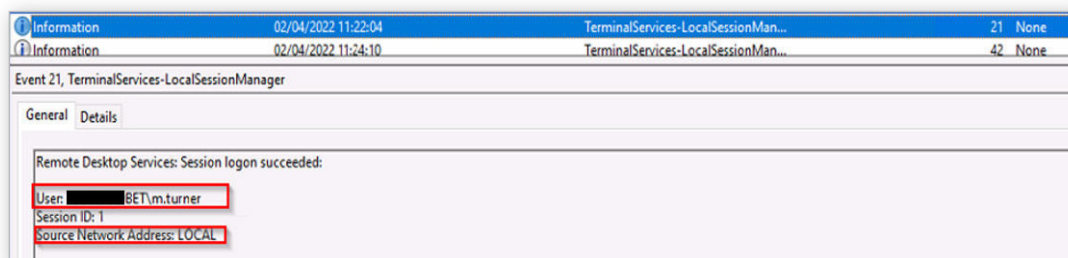 Information 02/04/2022 11:22:04 TerminalServices-LocalSessionMan... 21 None
Information 02/04/2022 11:24:10 TerminalServices-LocalSessionMan... 42 None
Event 21, TerminalServices-LocalSessionManager
General Details
Remote Desktop Services: Session logon succeeded:
User: BET\m.turner
Session ID: 1
Source Network Address: LOCAL